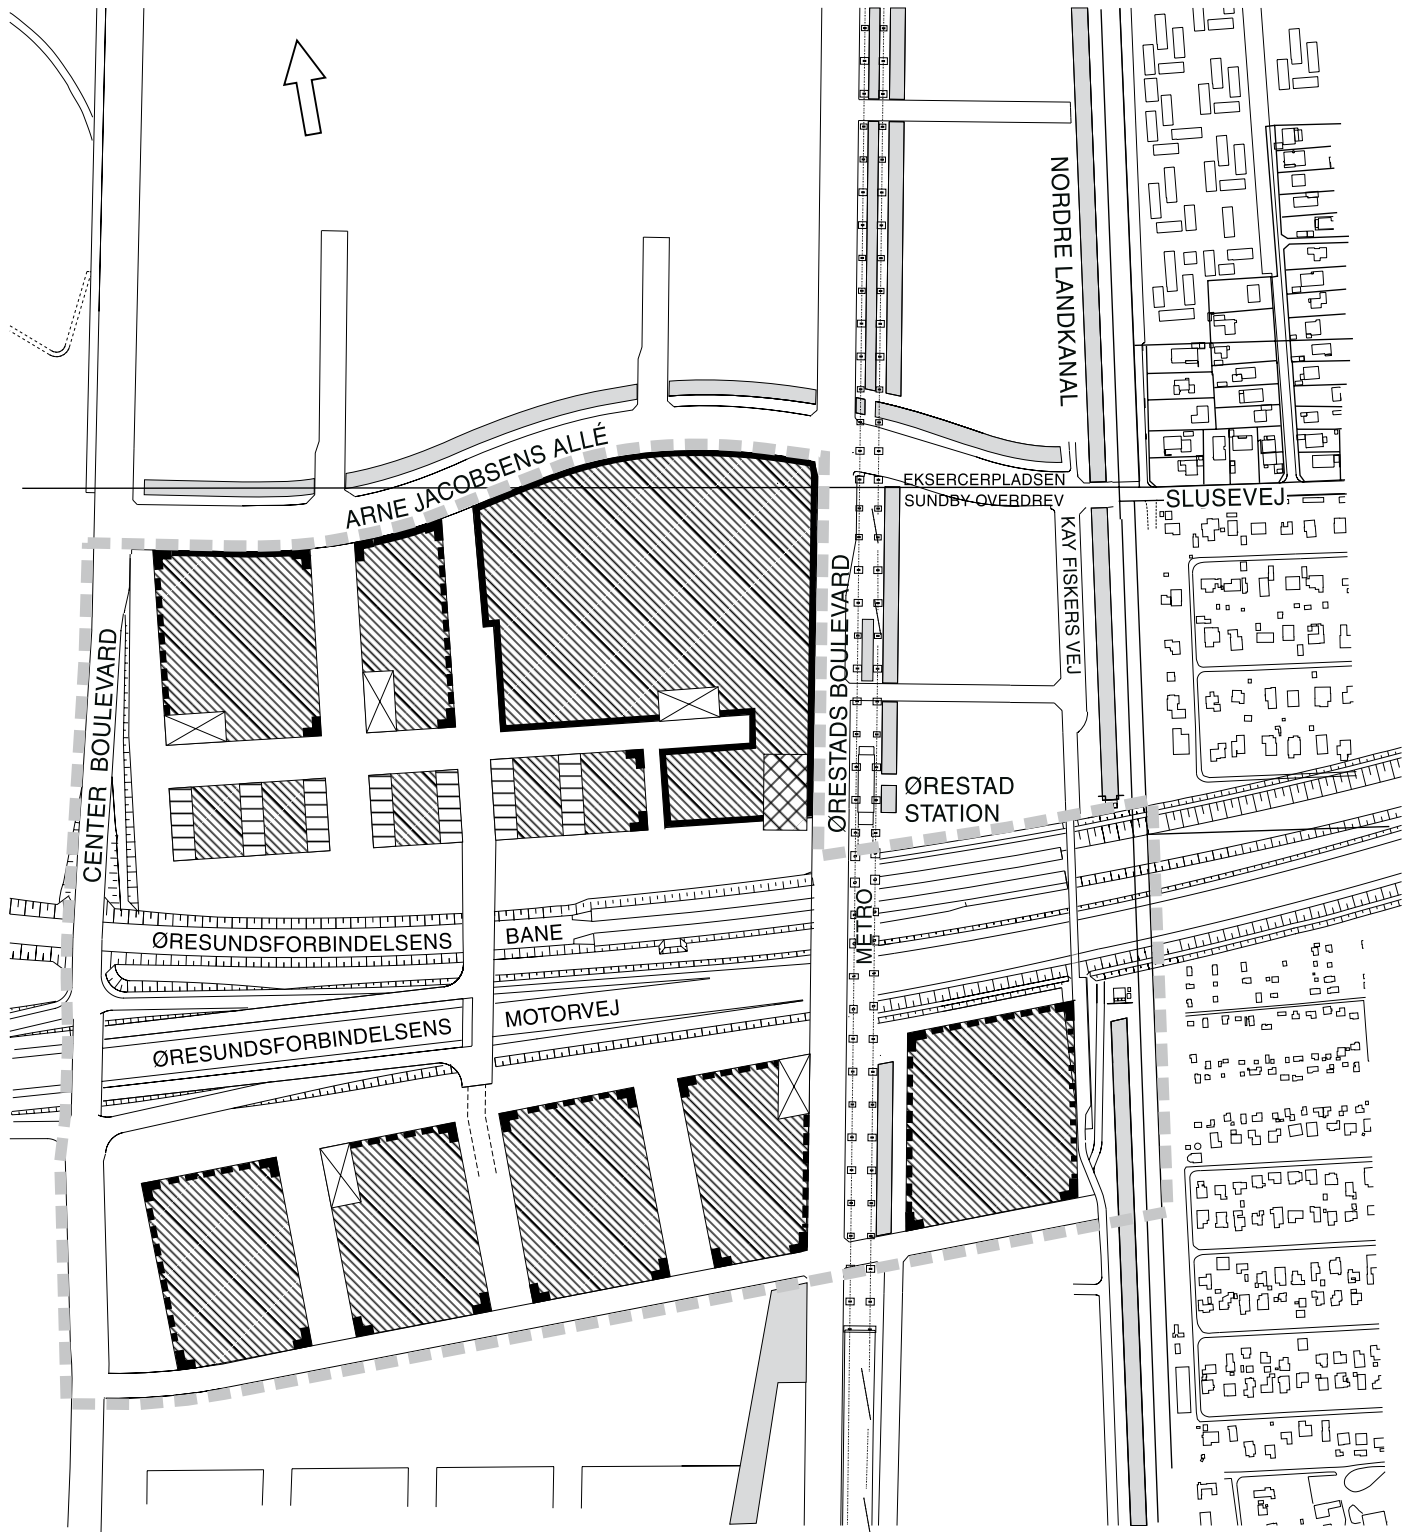 NORDRE LANDKANAL
ARNE JACOBSENS ALLÉ
EKSERCERPLADSEN
SUNDBY OVERDREV
SLUSEVEJ
KAY FISKERS VEJ
ØRESTADS BOULEVARD
CENTER BOULEVARD
ØRESTAD
STATION
METRO
ØRESUNDSFORBINDELSENS
BANE
ØRESUNDSFORBINDELSENS
MOTORVEJ